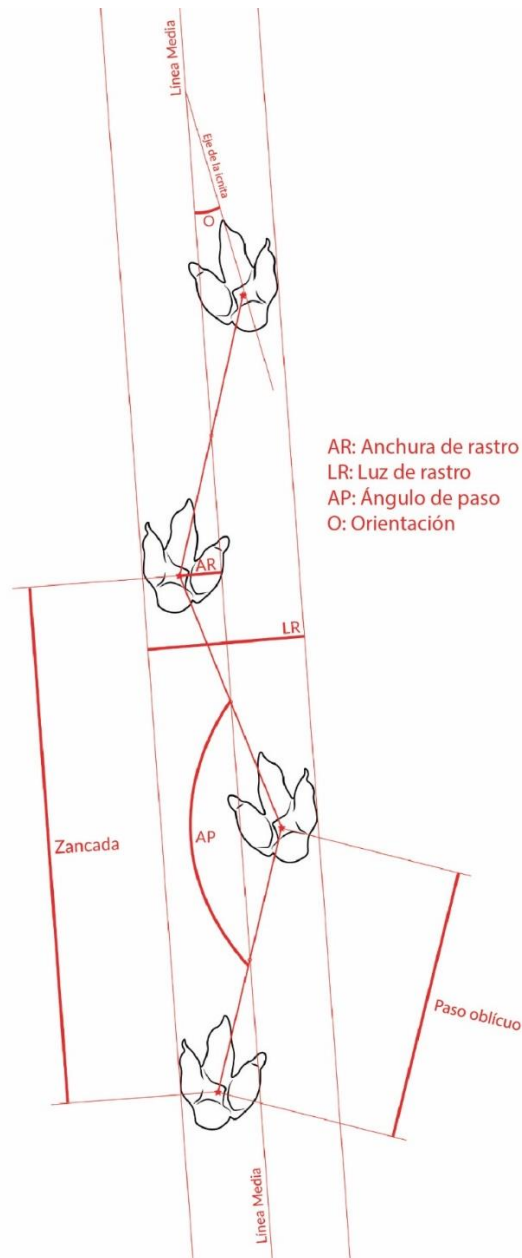 Línea Media
Eje de la icnita
O
AR: Anchura de rastro
LR: Luz de rastro
AP: Ángulo de paso
O: Orientación
AR
LR
Zancada
AP
Paso oblícuo
Línea Media